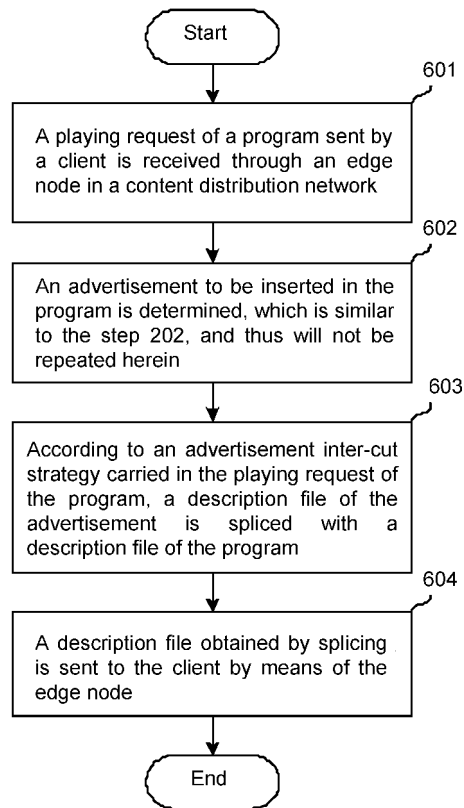 Start
601
A playing request of a program sent by
a client is received through an edge
node in a content distribution network
602
An advertisement to be inserted in the
program is determined, which is similar
to the step 202, and thus will not be
repeated herein
603
According to an advertisement inter-cut
strategy carried in the playing request of
the program, a description file of the
advertisement is spliced with a
description file of the program
604
A description file obtained by splicing
is sent to the client by means of the
edge node
End